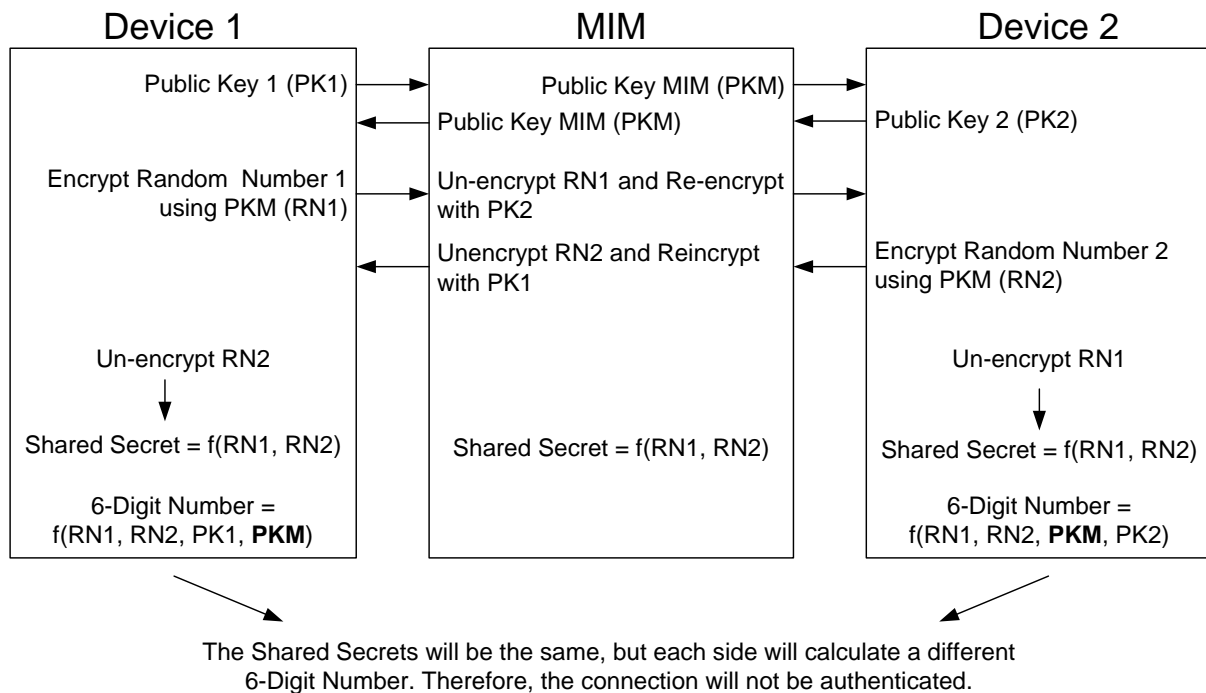 Device 1
MIM
Device 2
Public Key 1 (PK1)
Public Key MIM (PKM)
Public Key MIM (PKM)
Public Key 2 (PK2)
Encrypt Random Number 1
using PKM (RN1)
Un-encrypt RN1 and Re-encrypt
with PK2
Unencrypt RN2 and Reincrypt
with PK1
Encrypt Random Number 2
using PKM (RN2)
Un-encrypt RN2
Un-encrypt RN1
Shared Secret = f(RN1, RN2)
Shared Secret = f(RN1, RN2)
Shared Secret = f(RN1, RN2)
6-Digit Number =
f(RN1, RN2, PK1, PKM)
6-Digit Number =
f(RN1, RN2, PKM, PK2)
The Shared Secrets will be the same, but each side will calculate a different
6-Digit Number. Therefore, the connection will not be authenticated.